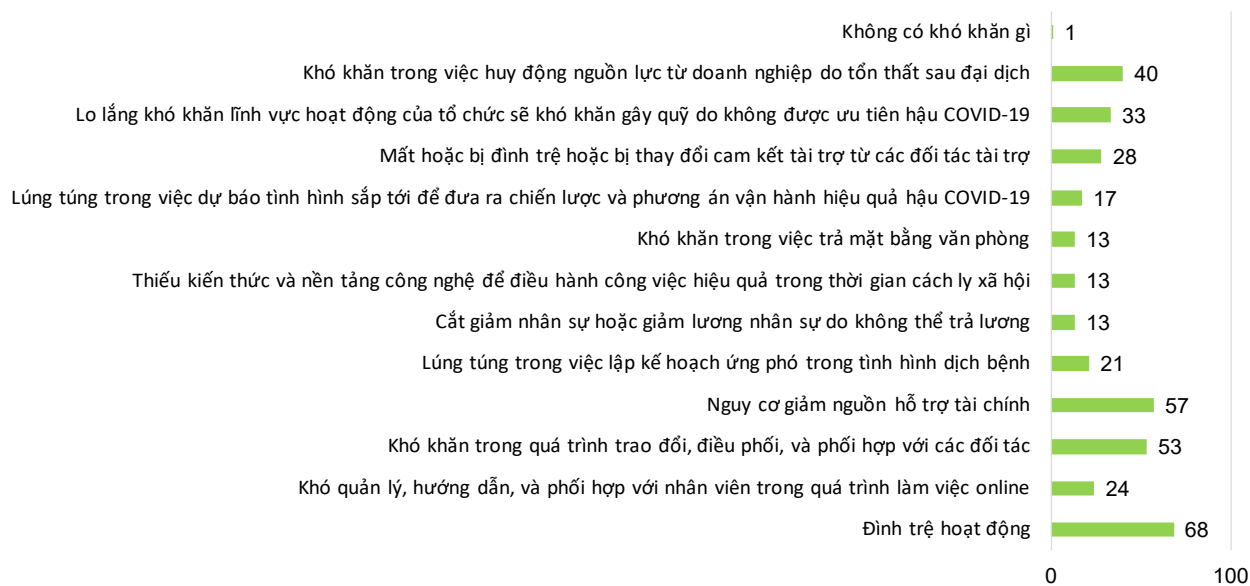 Không có khó khăn gì 1
Khó khăn trong việc huy động nguồn lực từ doanh nghiệp do tổn thất sau đại dịch 40
Lo lắng khó khăn lĩnh vực hoạt động của tổ chức sẽ khó khăn gây quỹ do không được ưu tiên hậu COVID-19 33
Mất hoặc bị đình trệ hoặc bị thay đổi cam kết tài trợ từ các đối tác tài trợ 28
Lúng túng trong việc dự báo tình hình sắp tới để đưa ra chiến lược và phương án vận hành hiệu quả hậu COVID-19 17
Khó khăn trong việc trả mặt bằng văn phòng 13
Thiếu kiến thức và nền tảng công nghệ để điều hành công việc hiệu quả trong thời gian cách ly xã hội 13
Cắt giảm nhân sự hoặc giảm lương nhân sự do không thể trả lương 13
Lúng túng trong việc lập kế hoạch ứng phó trong tình hình dịch bệnh 21
Nguy cơ giảm nguồn hỗ trợ tài chính 57
Khó khăn trong quá trình trao đổi, điều phối, và phối hợp với các đối tác 53
Khó quản lý, hướng dẫn, và phối hợp với nhân viên trong quá trình làm việc online 24
Đình trệ hoạt động 68
0 100